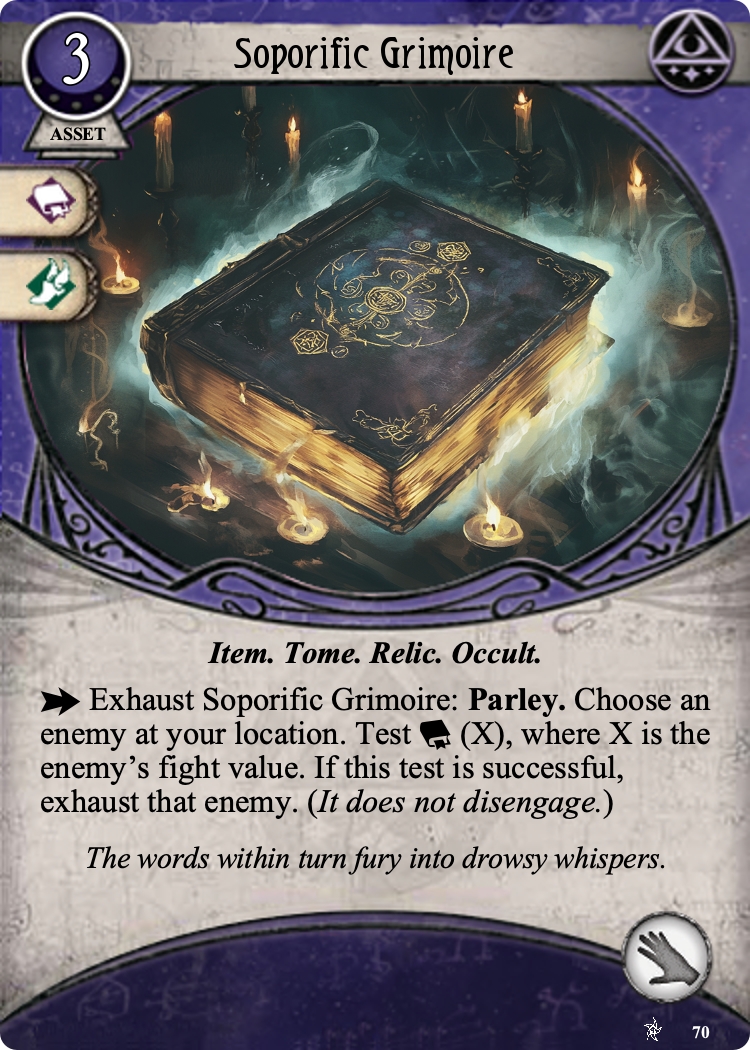 3
Soporific Grimoire
ASSET
Item. Tome. Relic. Occult.
Exhaust Soporific Grimoire: Parley. Choose an
enemy at your location. Test (X), where X is the
enemy’s fight value. If this test is successful,
exhaust that enemy. (It does not disengage.)
The words within turn fury into drowsy whispers.
70